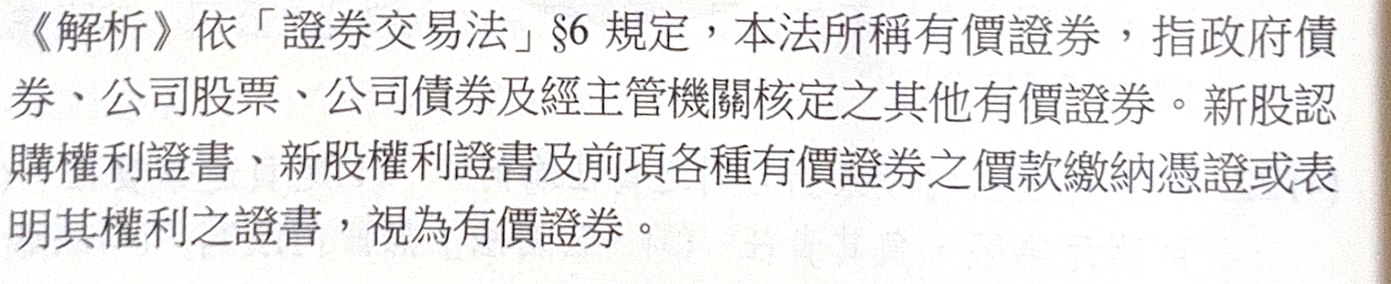 《解析》依「證券交易法」§6 規定,本法所稱有價證券,指政府債
券、公司股票、公司債券及經主管機關核定之其他有價證券。新股認
購權利證書、新股權利證書及前項各種有價證券之價款繳納憑證或表
明其權利之證書,視為有價證券。